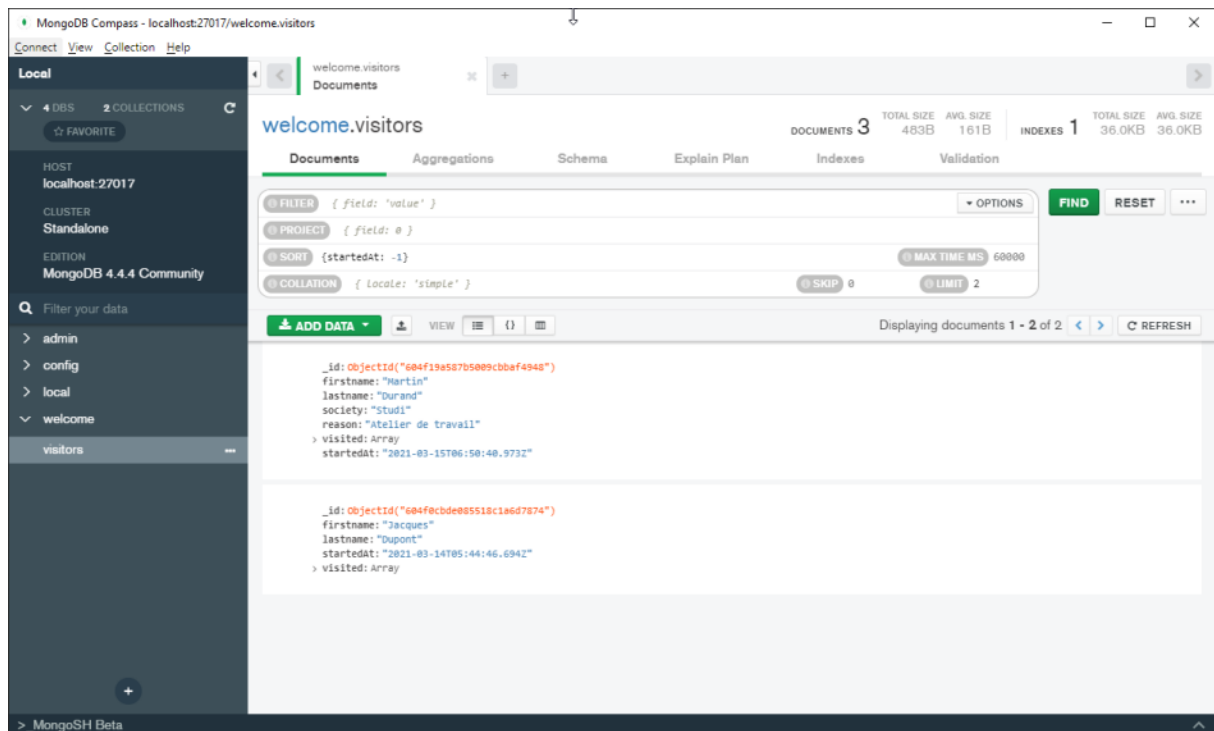 MongoDB Compass - localhost:27017/welcome.visitors
Connect View Collection Help
Local
4 DBS 2 COLLECTIONS
☆ FAVORITE
HOST
localhost:27017
CLUSTER
Standalone
EDITION
MongoDB 4.4.4 Community
Filter your data
admin
config
local
welcome
visitors
MongoSH Beta
welcome.visitors
Documents
welcome.visitors
DOCUMENTS 3 TOTAL SIZE 483B AVG. SIZE 161B INDEXES 1 TOTAL SIZE 36.0KB AVG. SIZE 36.0KB
Documents Aggregations Schema Explain Plan Indexes Validation
FILTER { field: 'value' } OPTIONS FIND RESET ...
PROJECT { field: 0 }
SORT {startedAt: -1} MAX TIME MS 60000
COLLATION { locale: 'simple' } SKIP 0 LIMIT 2
ADD DATA VIEW {} Displaying documents 1 - 2 of 2 < > REFRESH
_id: ObjectId("604f19a587b5009cbbaf4948")
firstname: "Martin"
lastname: "Durand"
society: "Studi"
reason: "Atelier de travail"
> visited: Array
startedAt: "2021-03-15T06:50:40.973Z"
_id: ObjectId("604f0cbde085518c1a6d7874")
firstname: "Jacques"
lastname: "Dupont"
startedAt: "2021-03-14T05:44:46.694Z"
> visited: Array